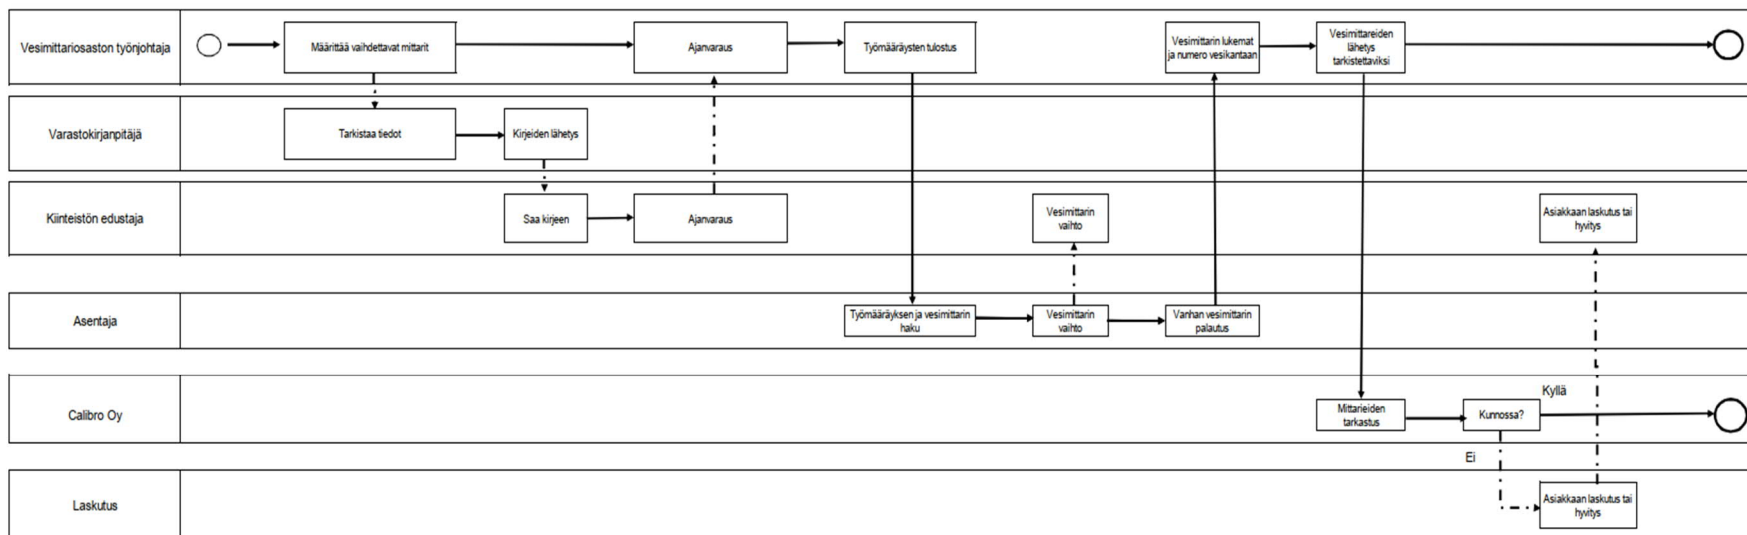 Vesimittariosaston työnjohtaja
Määrittää vaihdettavat mittarit
Ajanvaraus
Työmääräysten tulostus
Vesimittarin lukemat
ja numero vesikantaan
Vesimittareiden
lähetys
tarkistettaviksi
Varastokirjanpitäjä
Tarkistaa tiedot
Kirjeiden lähetys
Kiinteistön edustaja
Saa kirjeen
Ajanvaraus
Vesimittarin
vaihto
Asiakkaan laskutus tai
hyvitys
Asentaja
Työmääräyksen ja vesimittarin
haku
Vesimittarin
vaihto
Vanhan vesimittarin
palautus
Calibro Oy
Mittarieiden
tarkastus
Kunnossa?
Kyllä
Ei
Laskutus
Asiakkaan laskutus tai
hyvitys